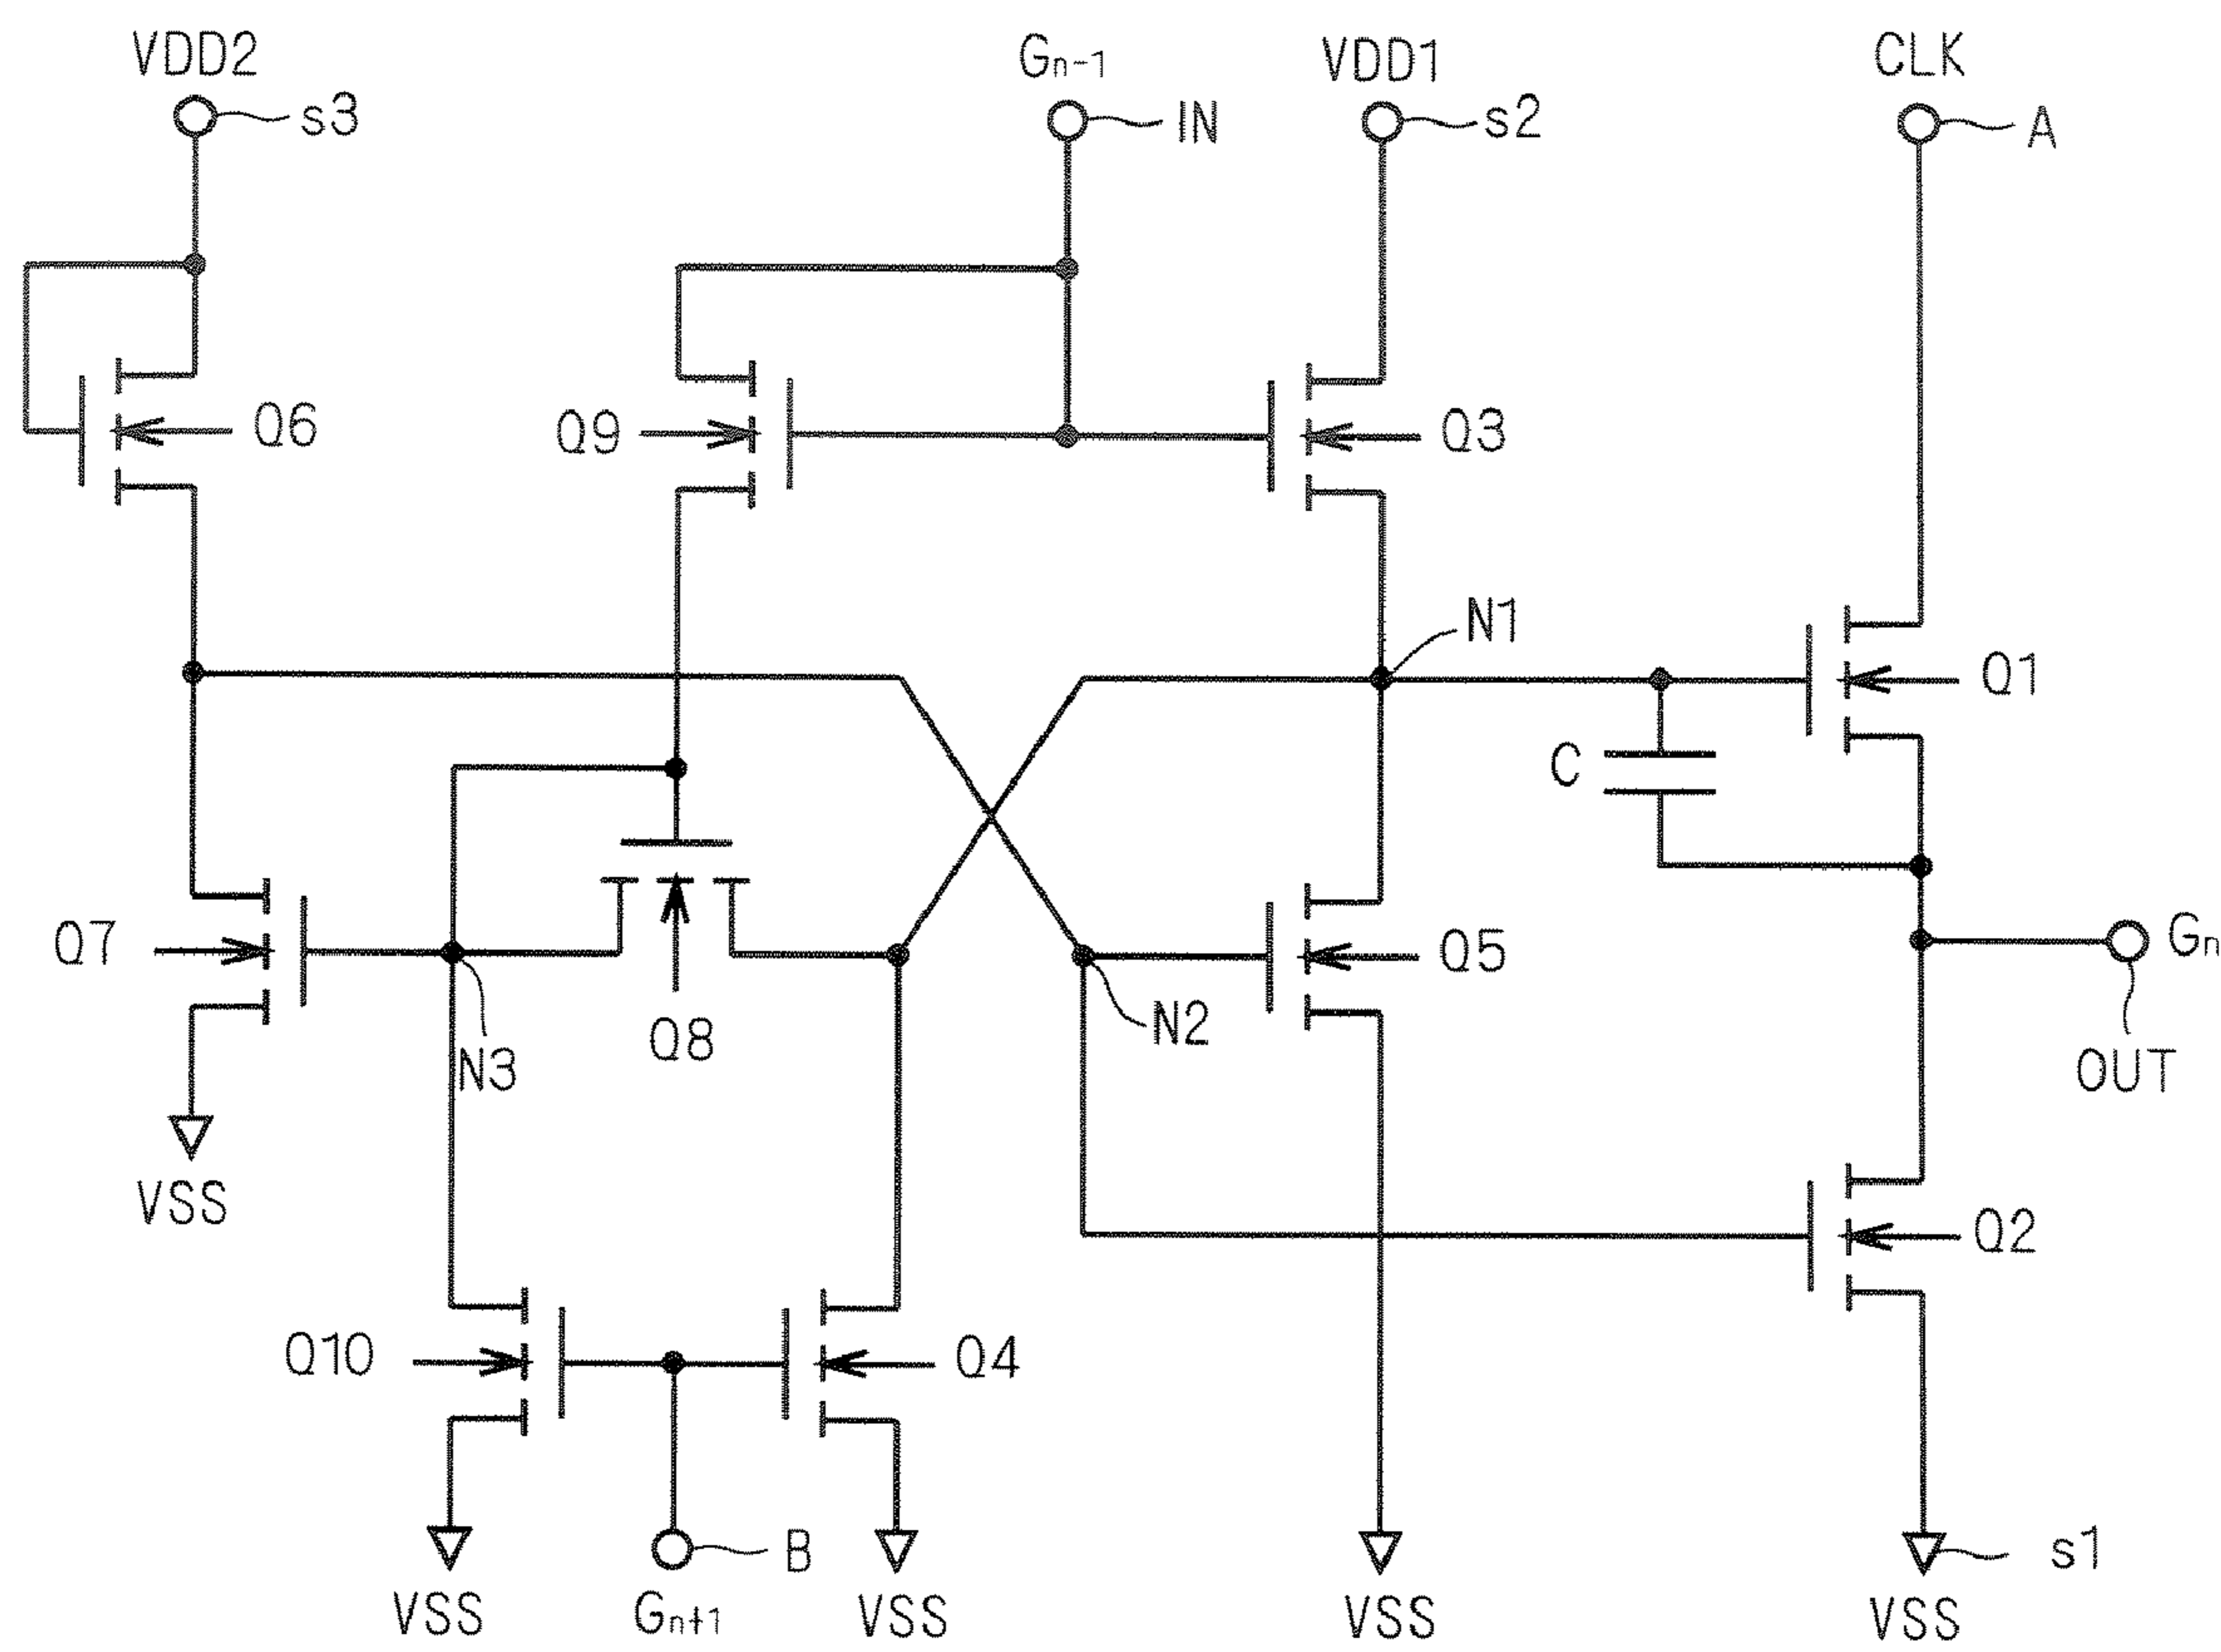 VDD2
Gn-1
VDD1
CLK
s3
IN
s2
A
Q6
Q9
Q3
N1
Q1
C
Q7
Q5
Gn
N2
Q8
N3
OUT
VSS
Q2
Q10
Q4
B
s1
VSS
Gn+1
VSS
VSS
VSS